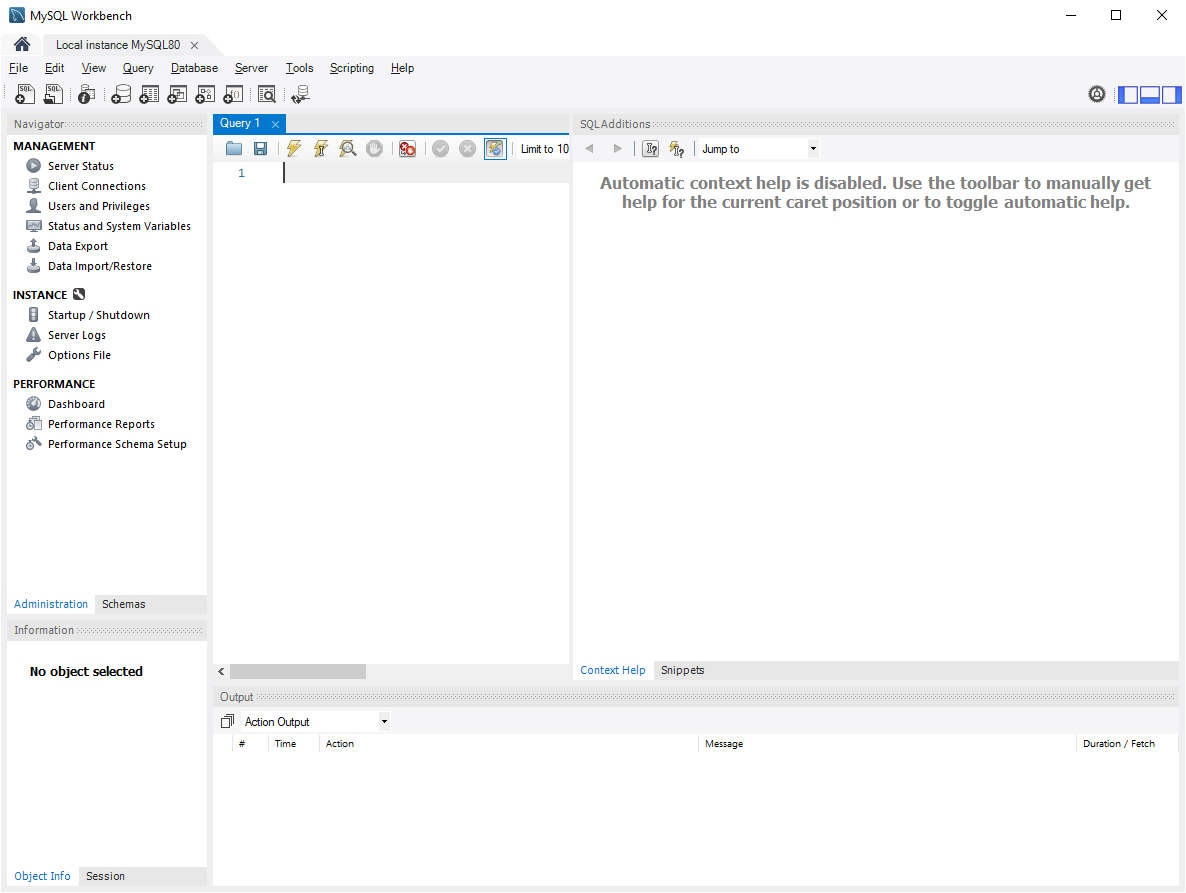 MySQL Workbench
Local instance MySQL80
File Edit View Query Database Server Tools Scripting Help
Navigator
MANAGEMENT
Server Status
Client Connections
Users and Privileges
Status and System Variables
Data Export
Data Import/Restore
INSTANCE
Startup / Shutdown
Server Logs
Options File
PERFORMANCE
Dashboard
Performance Reports
Performance Schema Setup
Administration Schemas
Information
No object selected
Object Info Session
Query 1
Limit to 10
1
SQLAdditions
Jump to
Automatic context help is disabled. Use the toolbar to manually get
help for the current caret position or to toggle automatic help.
Context Help Snippets
Output
Action Output
# Time Action Message Duration / Fetch